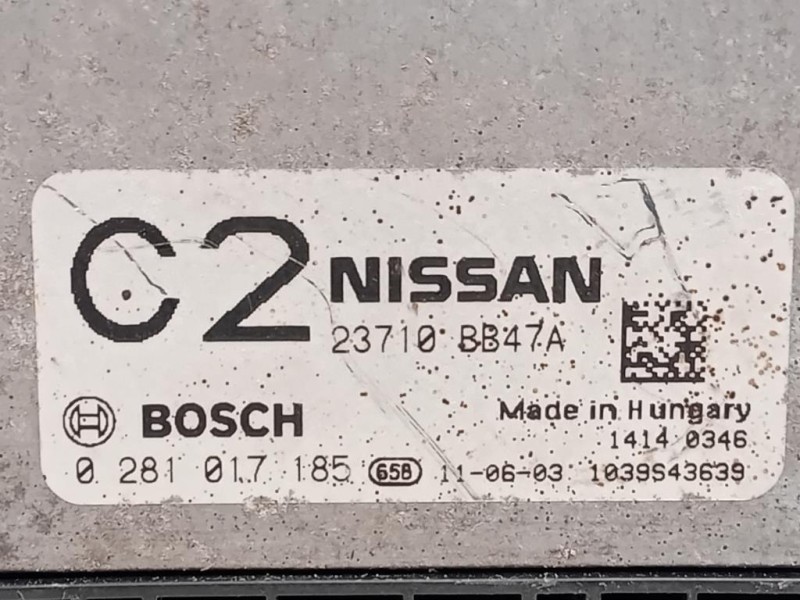 C2 NISSAN
23710 BB47A
BOSCH
Made in Hungary
1414 0346
0 281 017 185 658 11-06-03 1039S43639